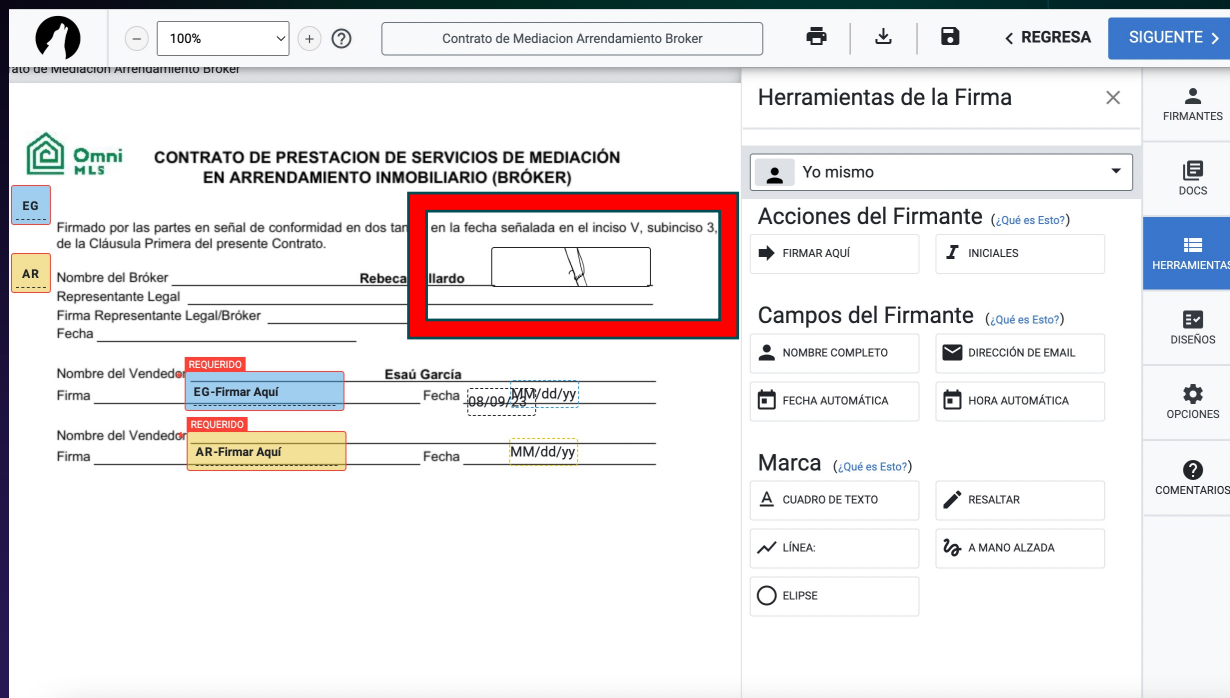 100%
Contrato de Mediacion Arrendamiento Broker
REGRESA
SIGUENTE
rato de Mediacion Arrendamiento Broker
Omni
MLS
CONTRATO DE PRESTACION DE SERVICIOS DE MEDIACIÓN
EN ARRENDAMIENTO INMOBILIARIO (BRÓKER)
EG
Firmado por las partes en señal de conformidad en dos tan en la fecha señalada en el inciso V, subinciso 3,
de la Cláusula Primera del presente Contrato.
AR
Nombre del Bróker Rebeca llardo
Representante Legal
Firma Representante Legal/Bróker
Fecha
REQUERIDO
Nombre del Vendedor Esaú García
Firma EG-Firmar Aquí Fecha 08/09/23 MM/dd/yy
REQUERIDO
Nombre del Vendedor
Firma AR-Firmar Aquí Fecha MM/dd/yy
Herramientas de la Firma
Yo mismo
Acciones del Firmante (¿Qué es Esto?)
FIRMAR AQUÍ
INICIALES
Campos del Firmante (¿Qué es Esto?)
NOMBRE COMPLETO
DIRECCIÓN DE EMAIL
FECHA AUTOMÁTICA
HORA AUTOMÁTICA
Marca (¿Qué es Esto?)
CUADRO DE TEXTO
RESALTAR
LÍNEA:
A MANO ALZADA
ELIPSE
FIRMANTES
DOCS
HERRAMIENTAS
DISEÑOS
OPCIONES
COMENTARIOS